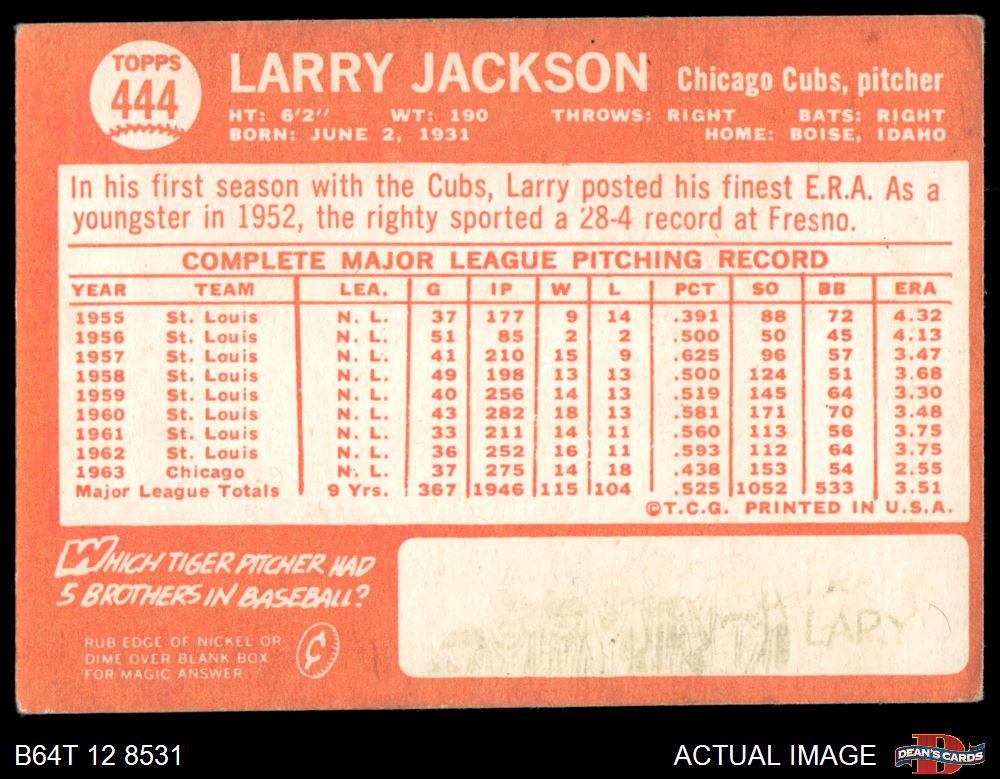 TOPPS
444
LARRY JACKSON Chicago Cubs, pitcher
HT: 6'2" WT: 190 THROWS: RIGHT BATS: RIGHT
BORN: JUNE 2, 1931 HOME: BOISE, IDAHO
In his first season with the Cubs, Larry posted his finest E.R.A. As a
youngster in 1952, the righty sported a 28-4 record at Fresno.
COMPLETE MAJOR LEAGUE PITCHING RECORD
YEAR TEAM LEA. G IP W L PCT SO BB ERA
1955 St. Louis N. L. 37 177 9 14 .391 88 72 4.32
1956 St. Louis N. L. 51 85 2 2 .500 50 45 4.13
1957 St. Louis N. L. 41 210 15 9 .625 96 57 3.47
1958 St. Louis N. L. 49 198 13 13 .500 124 51 3.68
1959 St. Louis N. L. 40 256 14 13 .519 145 64 3.30
1960 St. Louis N. L. 43 282 18 13 .581 171 70 3.48
1961 St. Louis N. L. 33 211 14 11 .560 113 56 3.75
1962 St. Louis N. L. 36 252 16 11 .593 112 64 3.75
1963 Chicago N. L. 37 275 14 18 .438 153 54 2.55
Major League Totals 9 Yrs. 367 1946 115 104 .525 1052 533 3.51
©T.C.G. PRINTED IN U.S.A.
WHICH TIGER PITCHER HAD
5 BROTHERS IN BASEBALL?
RUB EDGE OF NICKEL OR
DIME OVER BLANK BOX
FOR MAGIC ANSWER
B64T 12 8531 ACTUAL IMAGE DEAN'S CARDS